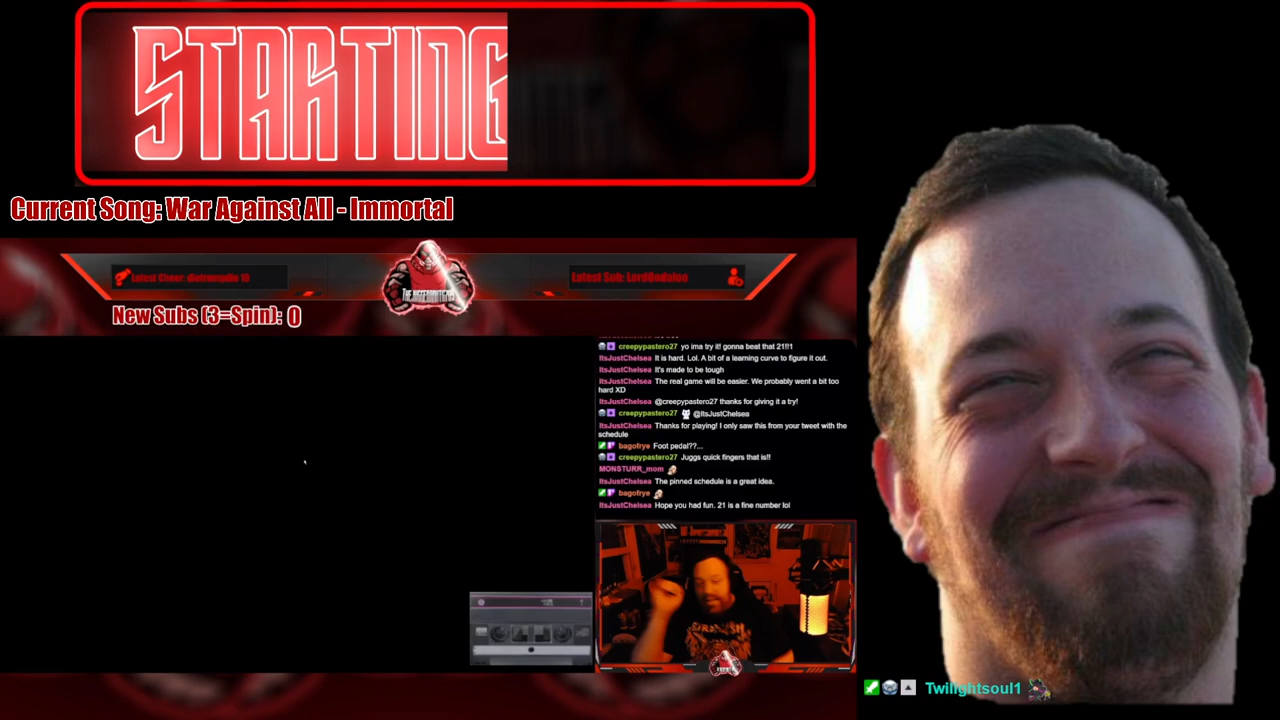 STARTING
Current Song: War Against All - Immortal
Latest Sub:
New Subs (3=Spin): 0
creepypastero27 yo ima try it! gonna beat that 21!!1
ItsJustChelsea It is hard. Lol. A bit of a learning curve to figure it out.
ItsJustChelsea It's made to be tough
ItsJustChelsea The real game will be easier. We probably went a bit too
hard XD
ItsJustChelsea @creepypastero27 thanks for giving it a try!
creepypastero27 @ItsJustChelsea
ItsJustChelsea Thanks for playing! I only saw this from your tweet with the
schedule
bagofrye Foot pedal??...
creepypastero27 Juggs quick fingers that is!!
MONSTURR_mom
ItsJustChelsea The pinned schedule is a great idea.
bagofrye
ItsJustChelsea Hope you had fun. 21 is a fine number lol
Twilightsoul1